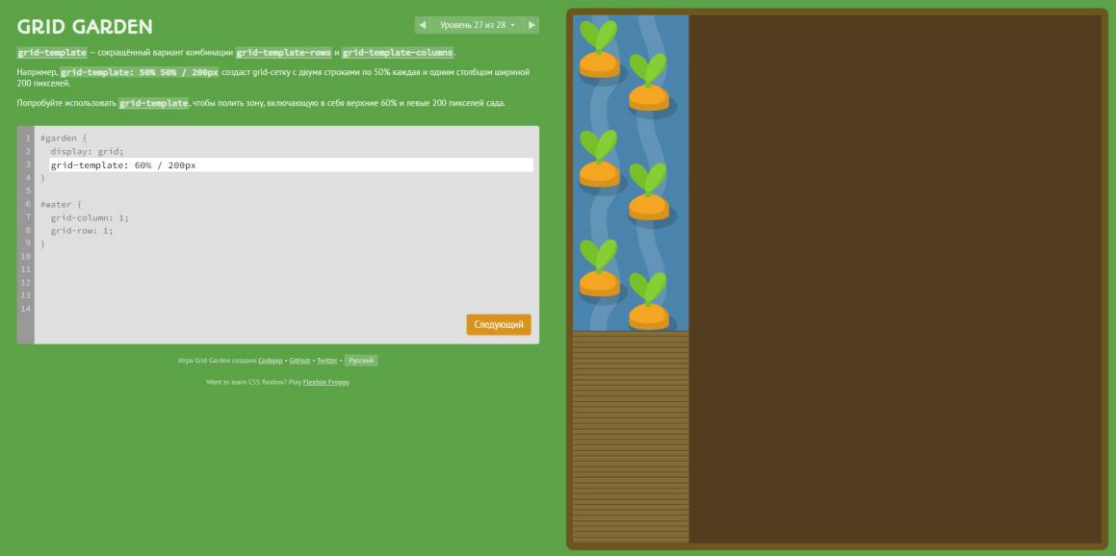 GRID GARDEN
Уровень 27 из 28
grid-template – сокращённый вариант комбинации grid-template-rows и grid-template-columns.
Например, grid-template: 50% 50% / 200px создаст grid-сетку с двумя строками по 50% каждая и одним столбцом шириной
200 пикселей.
Попробуйте использовать grid-template, чтобы полить зону, включающую в себя верхние 60% и левые 200 пикселей сада.
1 #garden {
2 display: grid;
3 grid-template: 60% / 200px
4 }
5
6 #water {
7 grid-column: 1;
8 grid-row: 1;
9 }
10
11
12
13
14
Следующий
Игра Grid Garden создана Codepip • GitHub • Twitter • Русский
Want to learn CSS flexbox? Play Flexbox Froggy